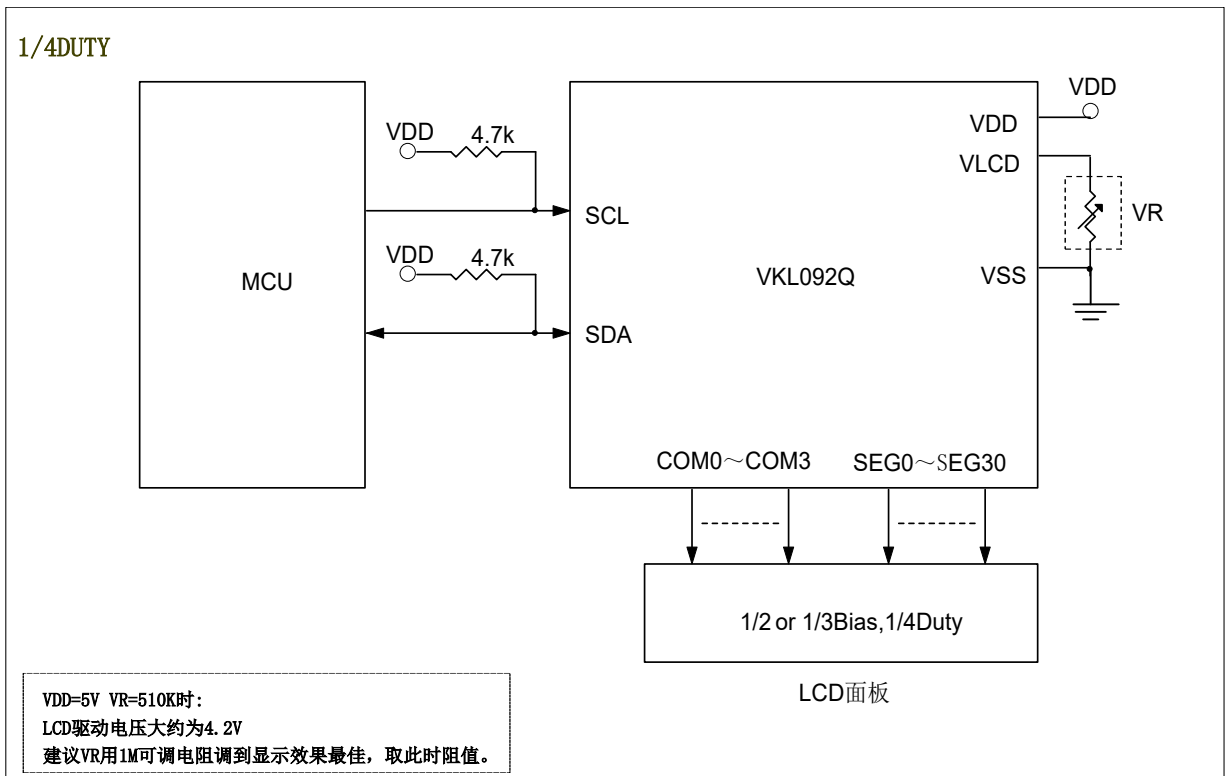 1/4DUTY
VDD
VDD
4.7k
VDD
VLCD
VR
SCL
VDD
4.7k
MCU
VKL092Q
VSS
SDA
COM0～COM3
SEG0～SEG30
1/2 or 1/3Bias,1/4Duty
LCD面板
VDD=5V VR=510K时:
LCD驱动电压大约为4.2V
建议VR用1M可调电阻调到显示效果最佳，取此时阻值。